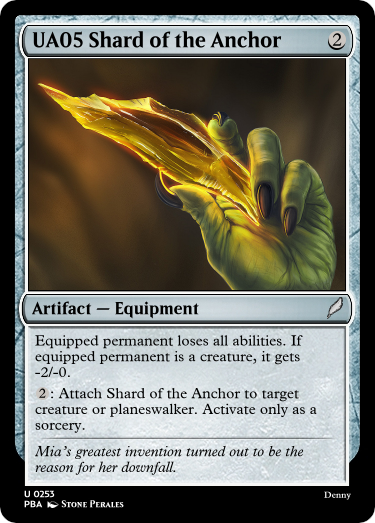 UA05 Shard of the Anchor 2
Artifact — Equipment
Equipped permanent loses all abilities. If
equipped permanent is a creature, it gets
-2/-0.
2 : Attach Shard of the Anchor to target
creature or planeswalker. Activate only as a
sorcery.
Mia's greatest invention turned out to be the
reason for her downfall.
U 0253
PBA Stone Perales
Denny